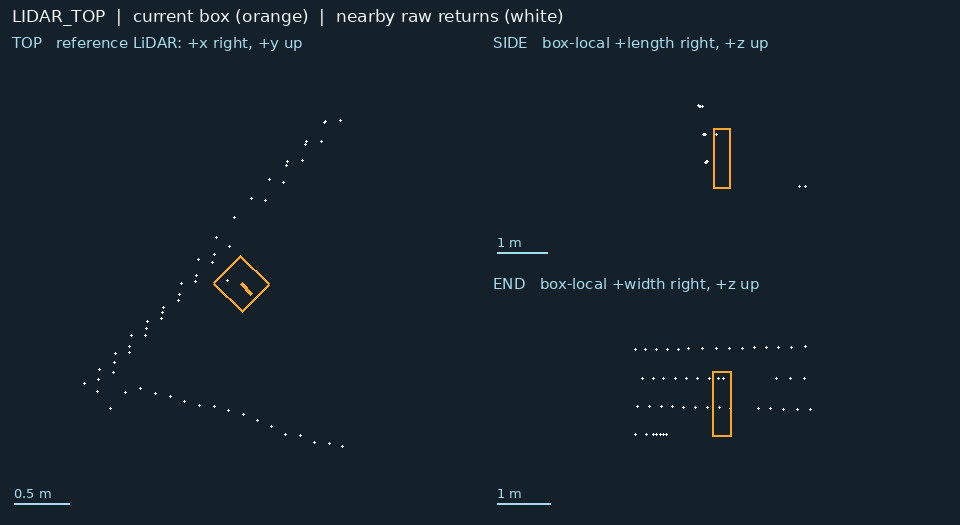 LIDAR_TOP | current box (orange) | nearby raw returns (white)
TOP reference LiDAR: +x right, +y up
SIDE box-local +length right, +z up
1 m
END box-local +width right, +z up
0.5 m
1 m